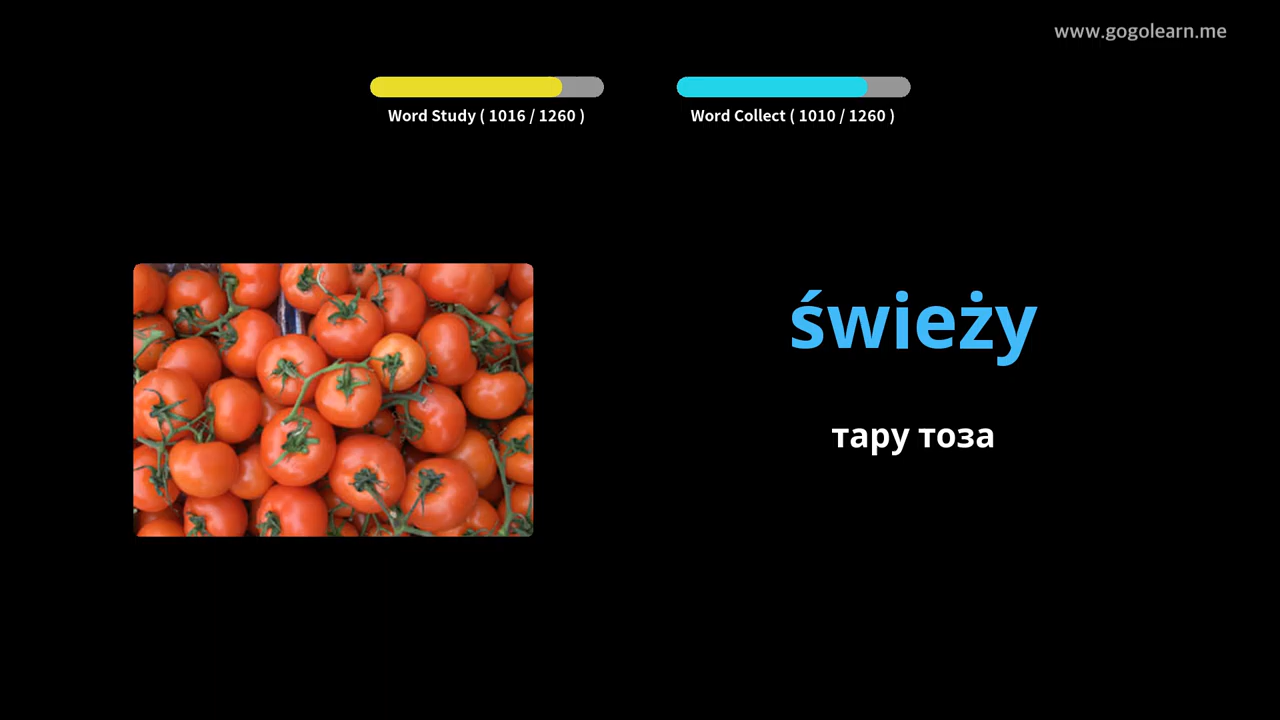 www.gogolearn.me
Word Study ( 1016 / 1260 )
Word Collect ( 1010 / 1260 )
świeży
тару тоза